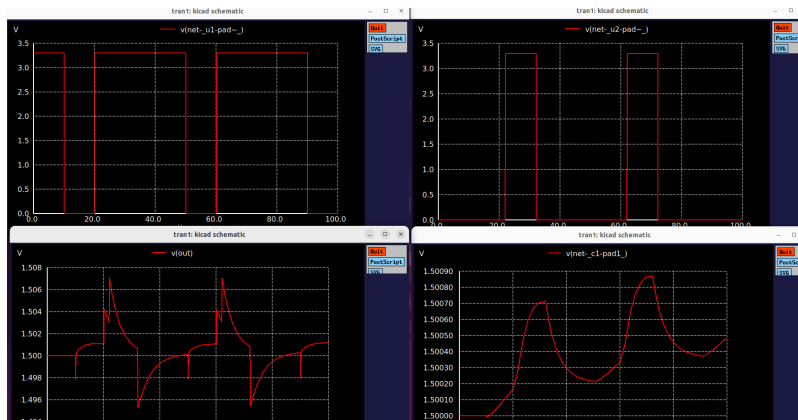 tran1: kicad schematic
V
v(net-_u1-pad~_)
Quit
PostScript
SVG
3.5
3.0
2.5
2.0
1.5
1.0
0.5
0.0
0.0 20.0 40.0 60.0 80.0 100.0
tran1: kicad schematic
V
v(net-_u2-pad~_)
Quit
PostScr
SVG
3.5
3.0
2.5
2.0
1.5
1.0
0.5
0.0
0.0 20.0 40.0 60.0 80.0 100.0
tran1: kicad schematic
V
v(out)
Quit
PostScript
SVG
1.508
1.506
1.504
1.502
1.500
1.498
1.496
1.494
tran1: kicad schematic
V
v(net-_c1-pad1_)
Quit
PostSc
SVG
1.50090
1.50080
1.50070
1.50060
1.50050
1.50040
1.50030
1.50020
1.50010
1.50000